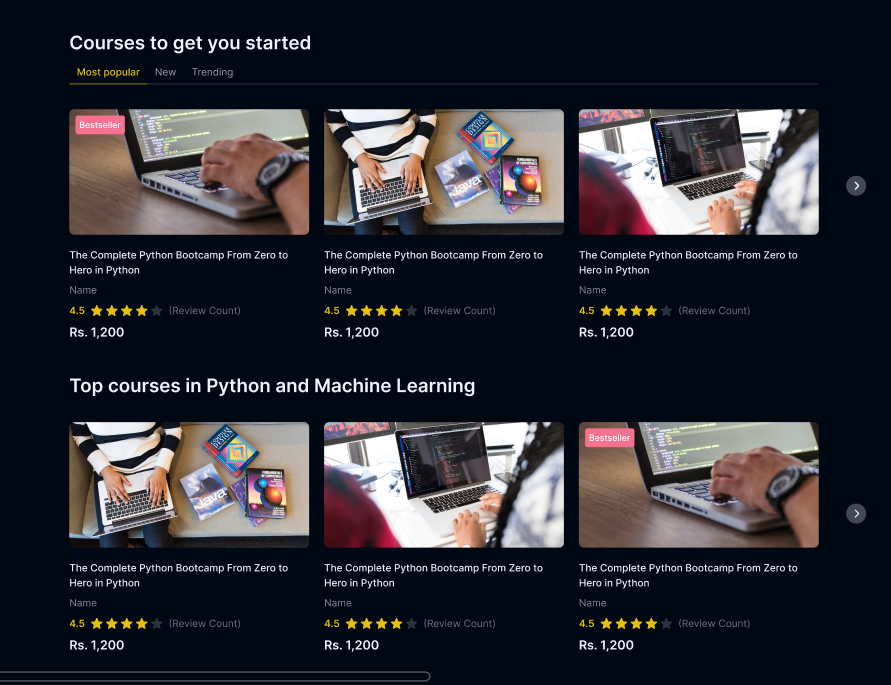 Courses to get you started
Most popular New Trending
Bestseller
The Complete Python Bootcamp From Zero to
Hero in Python
Name
4.5 (Review Count)
Rs. 1,200
Java
The Complete Python Bootcamp From Zero to
Hero in Python
Name
4.5 (Review Count)
Rs. 1,200
The Complete Python Bootcamp From Zero to
Hero in Python
Name
4.5 (Review Count)
Rs. 1,200
Top courses in Python and Machine Learning
Java
The Complete Python Bootcamp From Zero to
Hero in Python
Name
4.5 (Review Count)
Rs. 1,200
The Complete Python Bootcamp From Zero to
Hero in Python
Name
4.5 (Review Count)
Rs. 1,200
Bestseller
The Complete Python Bootcamp From Zero to
Hero in Python
Name
4.5 (Review Count)
Rs. 1,200